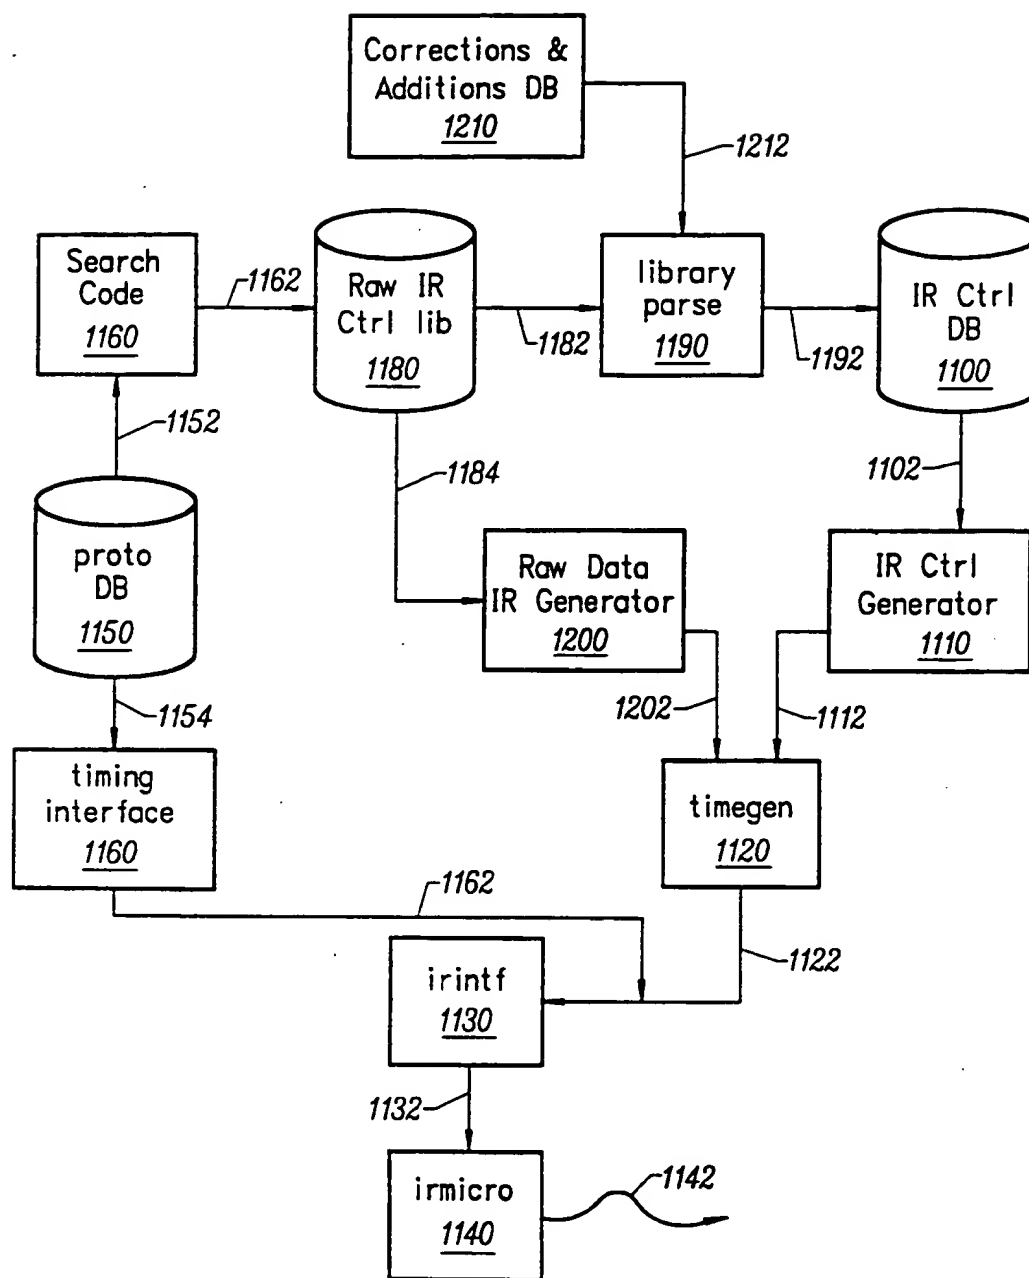 Corrections &
Additions DB
1210
1212
Search
Code
1160
1162
Raw IR
Ctrl lib
1180
1182
library
parse
1190
1192
IR Ctrl
DB
1100
1152
1184
1102
proto
DB
1150
Raw Data
IR Generator
1200
IR Ctrl
Generator
1110
1154
1202
1112
timing
interface
1160
timegen
1120
1162
1122
irintf
1130
1132
irmicro
1140
1142